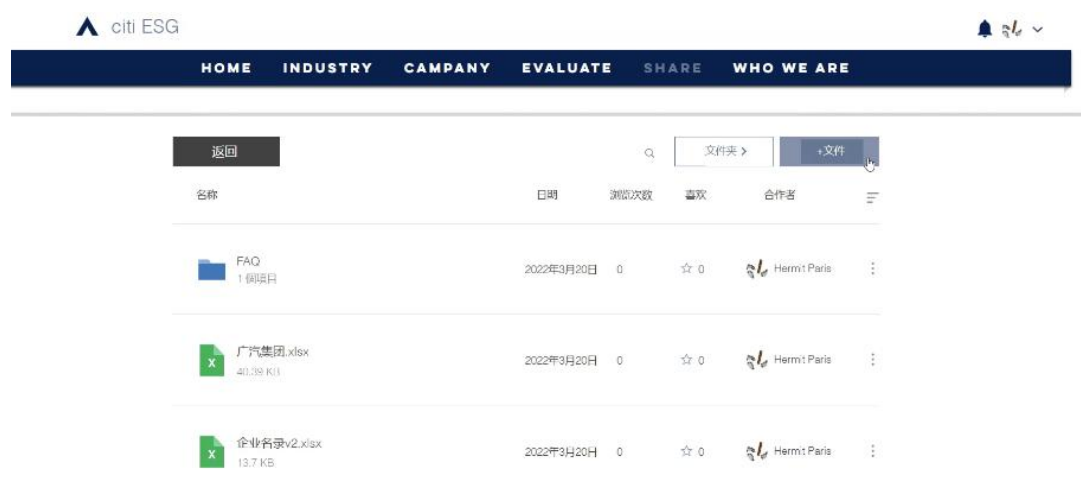 citi ESG
HOME INDUSTRY CAMPANY EVALUATE SHARE WHO WE ARE
返回 文件夹 +文件
名称 日期 浏览次数 喜欢 合作者
FAQ
1 個項目
2022年3月20日 0 0 Hermit Paris
广汽集团.xlsx
40.39 KB
2022年3月20日 0 0 Hermit Paris
企业名录v2.xlsx
13.7 KB
2022年3月20日 0 0 Hermit Paris